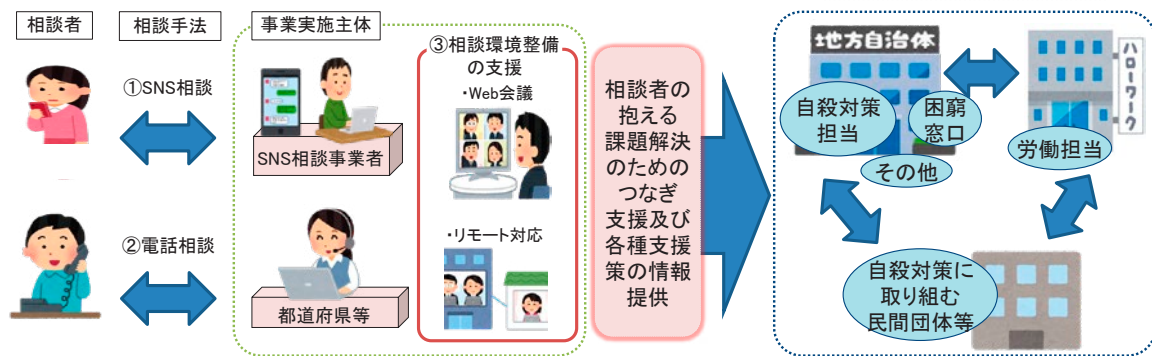 相談者
相談手法
事業実施主体
①SNS相談
SNS相談事業者
②電話相談
都道府県等
③相談環境整備
の支援
・Web会議
・リモート対応
相談者の
抱える
課題解決
のための
つなぎ
支援及び
各種支援
策の情報
提供
地方自治体
自殺対策
担当
困窮
窓口
その他
ハローワーク
労働担当
自殺対策に
取り組む
民間団体等